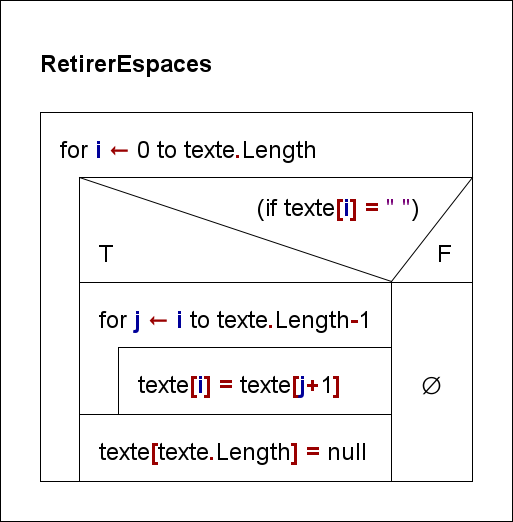 RetirerEspaces
for i ← 0 to texte.Length
(if texte[i] = " ")
T
F
for j ← i to texte.Length-1
texte[i] = texte[j+1]
∅
texte[texte.Length] = null